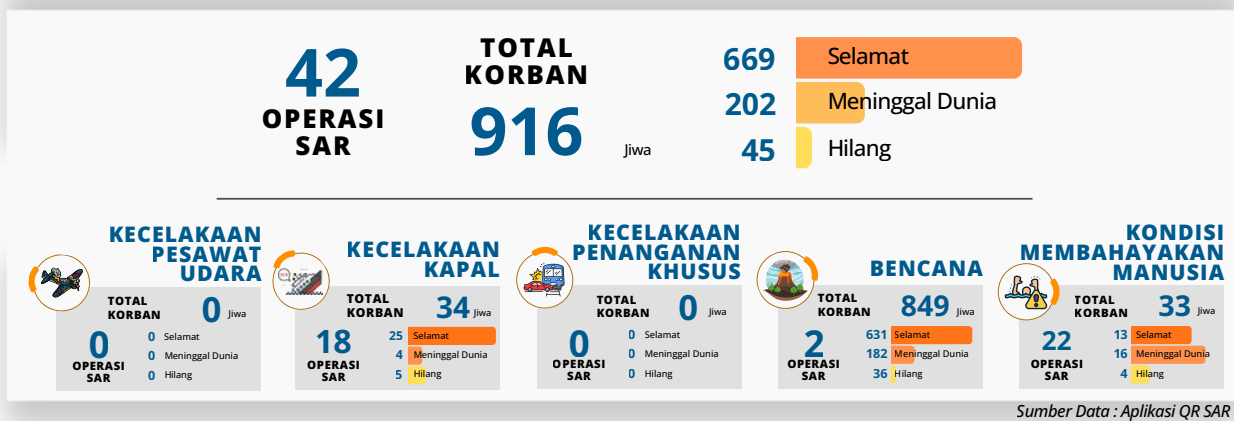 42
OPERASI
SAR
TOTAL
KORBAN
916 Jiwa
669 Selamat
202 Meninggal Dunia
45 Hilang
KECELAKAAN
PESAWAT
UDARA
TOTAL
KORBAN
0 Jiwa
0
OPERASI
SAR
0 Selamat
0 Meninggal Dunia
0 Hilang
KECELAKAAN
KAPAL
TOTAL
KORBAN
34 Jiwa
18
OPERASI
SAR
25 Selamat
4 Meninggal Dunia
5 Hilang
KECELAKAAN
PENANGANAN
KHUSUS
TOTAL
KORBAN
0 Jiwa
0
OPERASI
SAR
0 Selamat
0 Meninggal Dunia
0 Hilang
BENCANA
TOTAL
KORBAN
849 Jiwa
2
OPERASI
SAR
631 Selamat
182 Meninggal Dunia
36 Hilang
KONDISI
MEMBAHAYAKAN
MANUSIA
TOTAL
KORBAN
33 Jiwa
22
OPERASI
SAR
13 Selamat
16 Meninggal Dunia
4 Hilang
Sumber Data : Aplikasi QR SAR